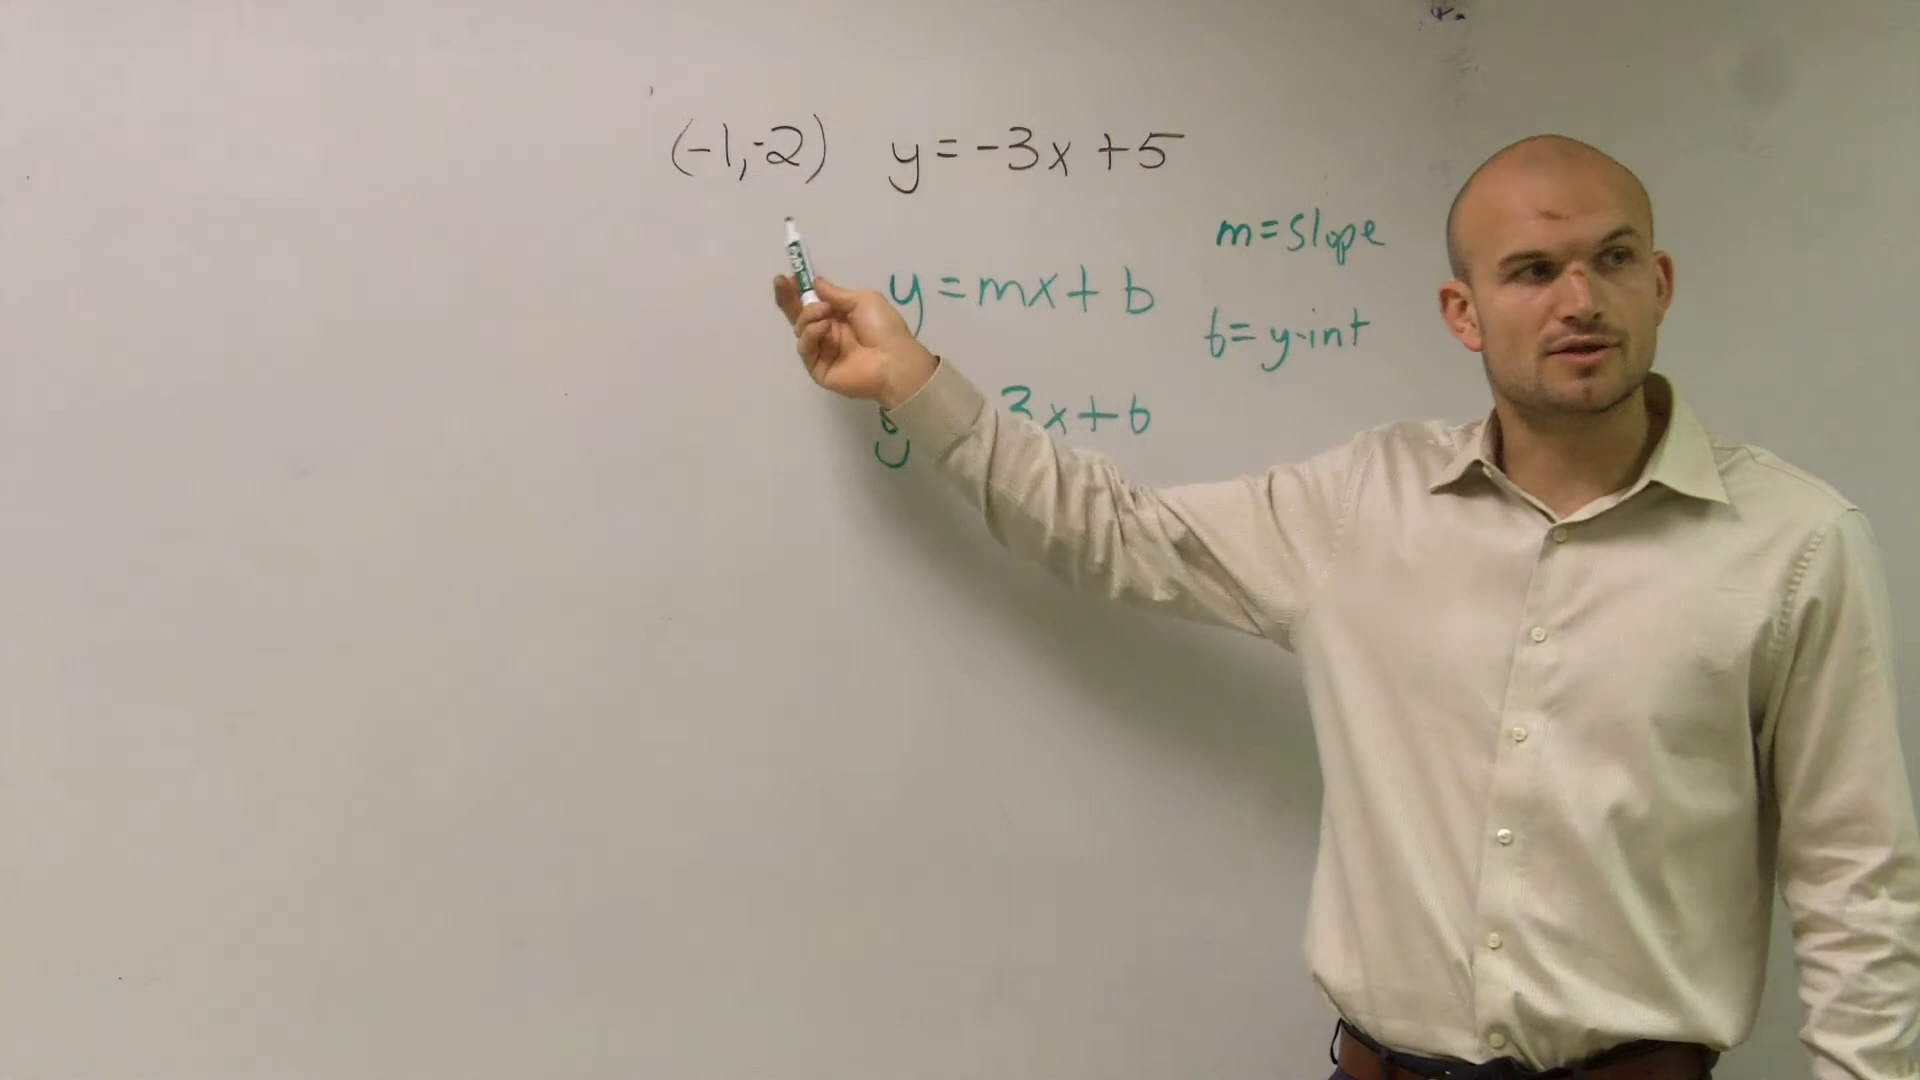 (-1,-2) y=-3x+5
m=slope
y=mx+b
b=y-int
3x+b